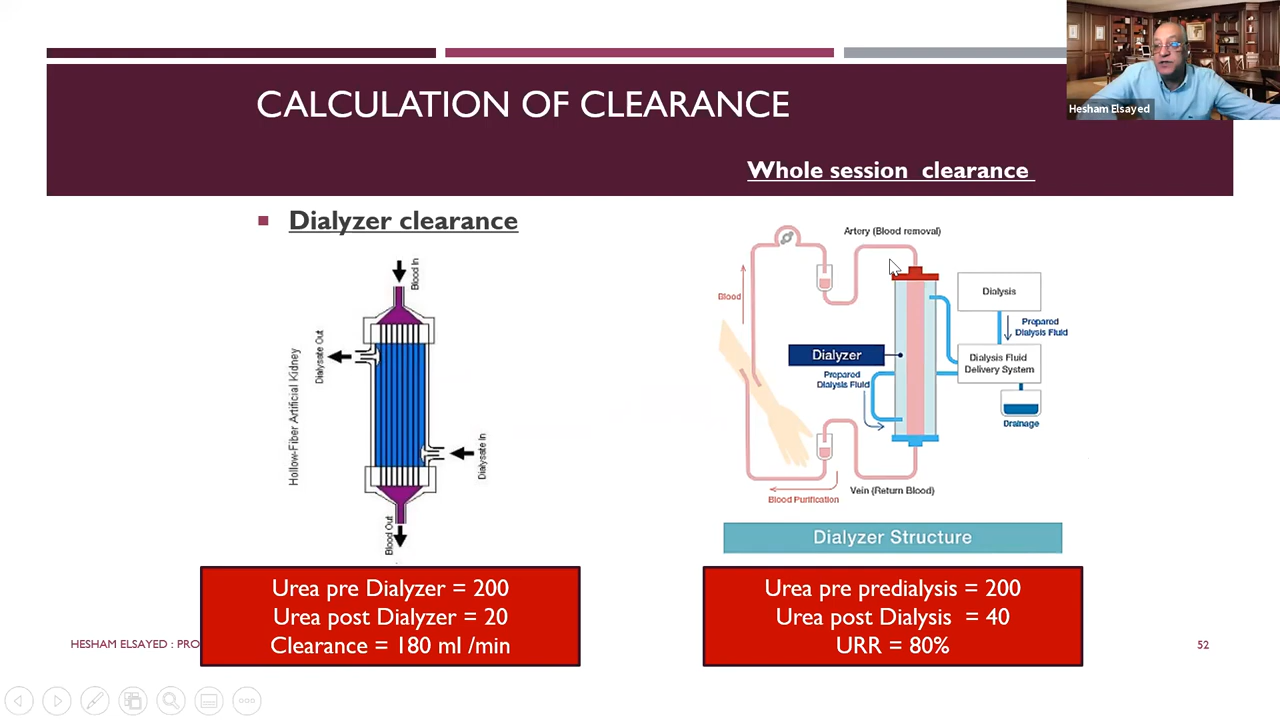 CALCULATION OF CLEARANCE
Hesham Elsayed
Whole session clearance
Dialyzer clearance
Blood In
Dialysate Out
Hollow-Fiber Artificial Kidney
Dialysate In
Blood Out
Artery (Blood removal)
Blood
Dialysis
Prepared
Dialysis Fluid
Dialyzer
Dialysis Fluid
Delivery System
Prepared
Dialysis Fluid
Drainage
Vein (Return Blood)
Blood Purification
Dialyzer Structure
Urea pre Dialyzer = 200
Urea post Dialyzer = 20
Clearance = 180 ml /min
Urea pre predialysis = 200
Urea post Dialysis = 40
URR = 80%
HESHAM ELSAYED : PRO
52